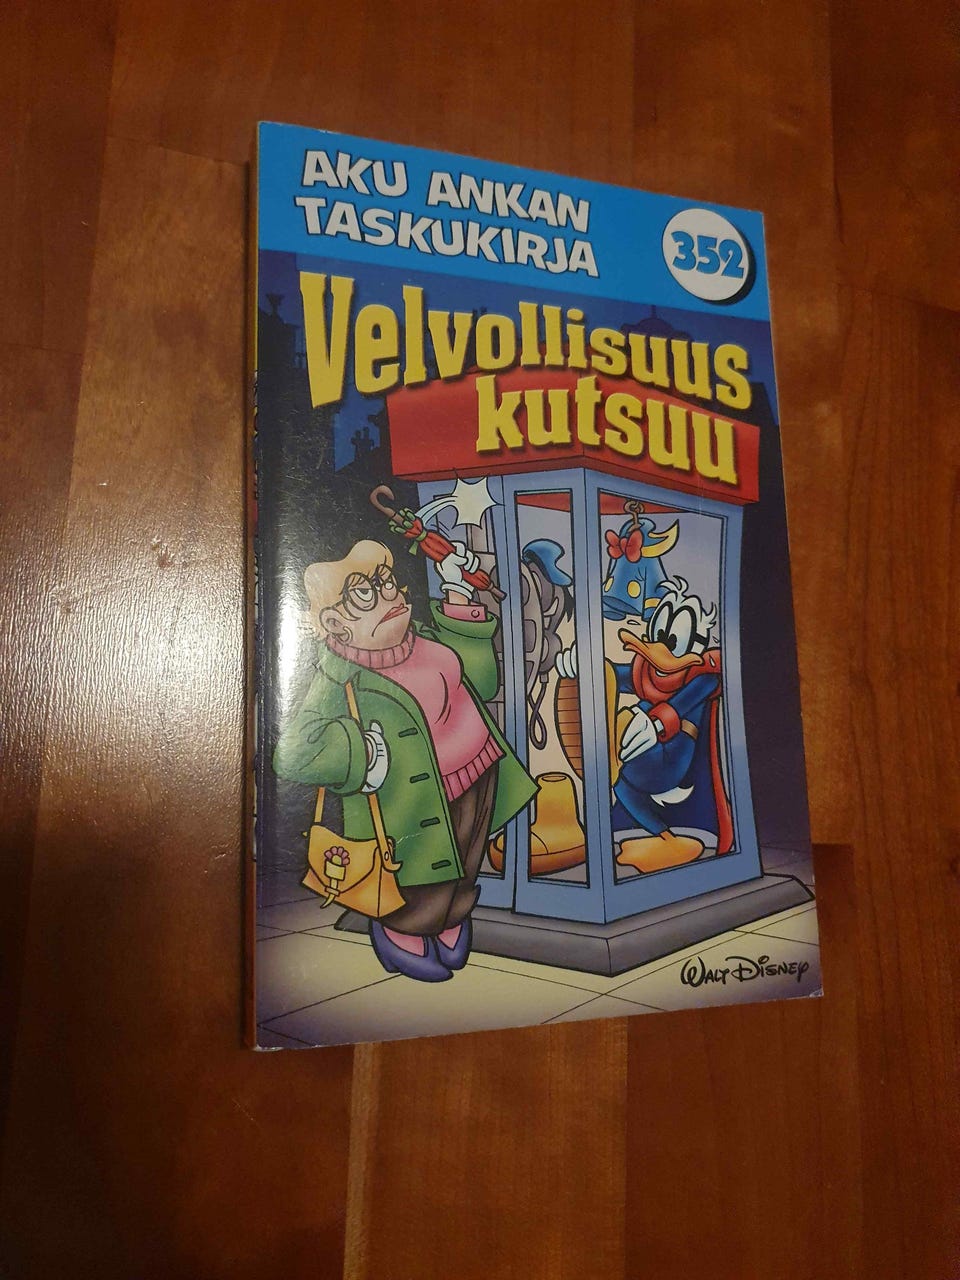 AKU ANKAN
TASKUKIRJA
352
Velvollisuus
kutsuu
WALT DISNEY